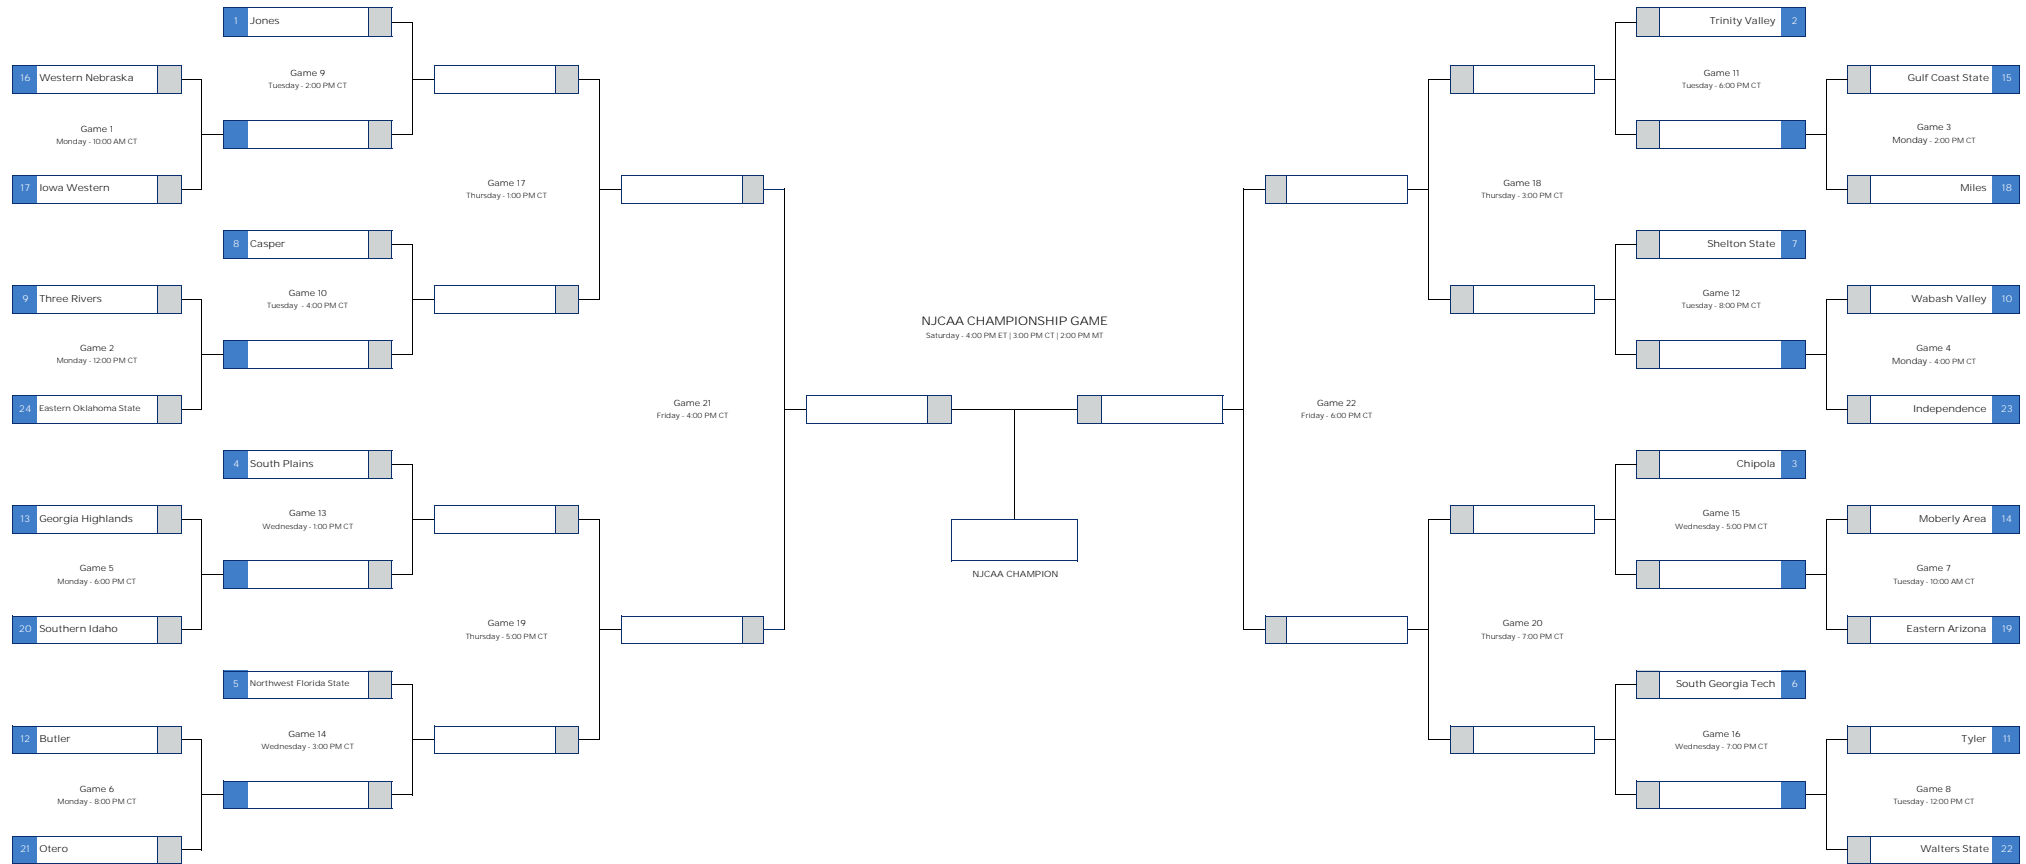 1 Jones
16 Western Nebraska
Game 9
Tuesday - 2:00 PM CT
Game 1
Monday - 10:00 AM CT
17 Iowa Western
Game 17
Thursday - 1:00 PM CT
8 Casper
9 Three Rivers
Game 10
Tuesday - 4:00 PM CT
Game 2
Monday - 12:00 PM CT
24 Eastern Oklahoma State
Game 21
Friday - 4:00 PM CT
4 South Plains
13 Georgia Highlands
Game 13
Wednesday - 1:00 PM CT
Game 5
Monday - 6:00 PM CT
20 Southern Idaho
Game 19
Thursday - 5:00 PM CT
5 Northwest Florida State
12 Butler
Game 14
Wednesday - 3:00 PM CT
Game 6
Monday - 8:00 PM CT
21 Otero
NJCAA CHAMPIONSHIP GAME
Saturday - 4:00 PM ET | 3:00 PM CT | 2:00 PM MT
NJCAA CHAMPION
Trinity Valley 2
Game 11
Tuesday - 6:00 PM CT
Gulf Coast State 15
Game 3
Monday - 2:00 PM CT
Game 18
Thursday - 3:00 PM CT
Miles 18
Shelton State 7
Game 12
Tuesday - 8:00 PM CT
Wabash Valley 10
Game 4
Monday - 4:00 PM CT
Game 22
Friday - 6:00 PM CT
Independence 23
Chipola 3
Game 15
Wednesday - 5:00 PM CT
Moberly Area 14
Game 7
Tuesday - 10:00 AM CT
Game 20
Thursday - 7:00 PM CT
Eastern Arizona 19
South Georgia Tech 6
Game 16
Wednesday - 7:00 PM CT
Tyler 11
Game 8
Tuesday - 12:00 PM CT
Walters State 22